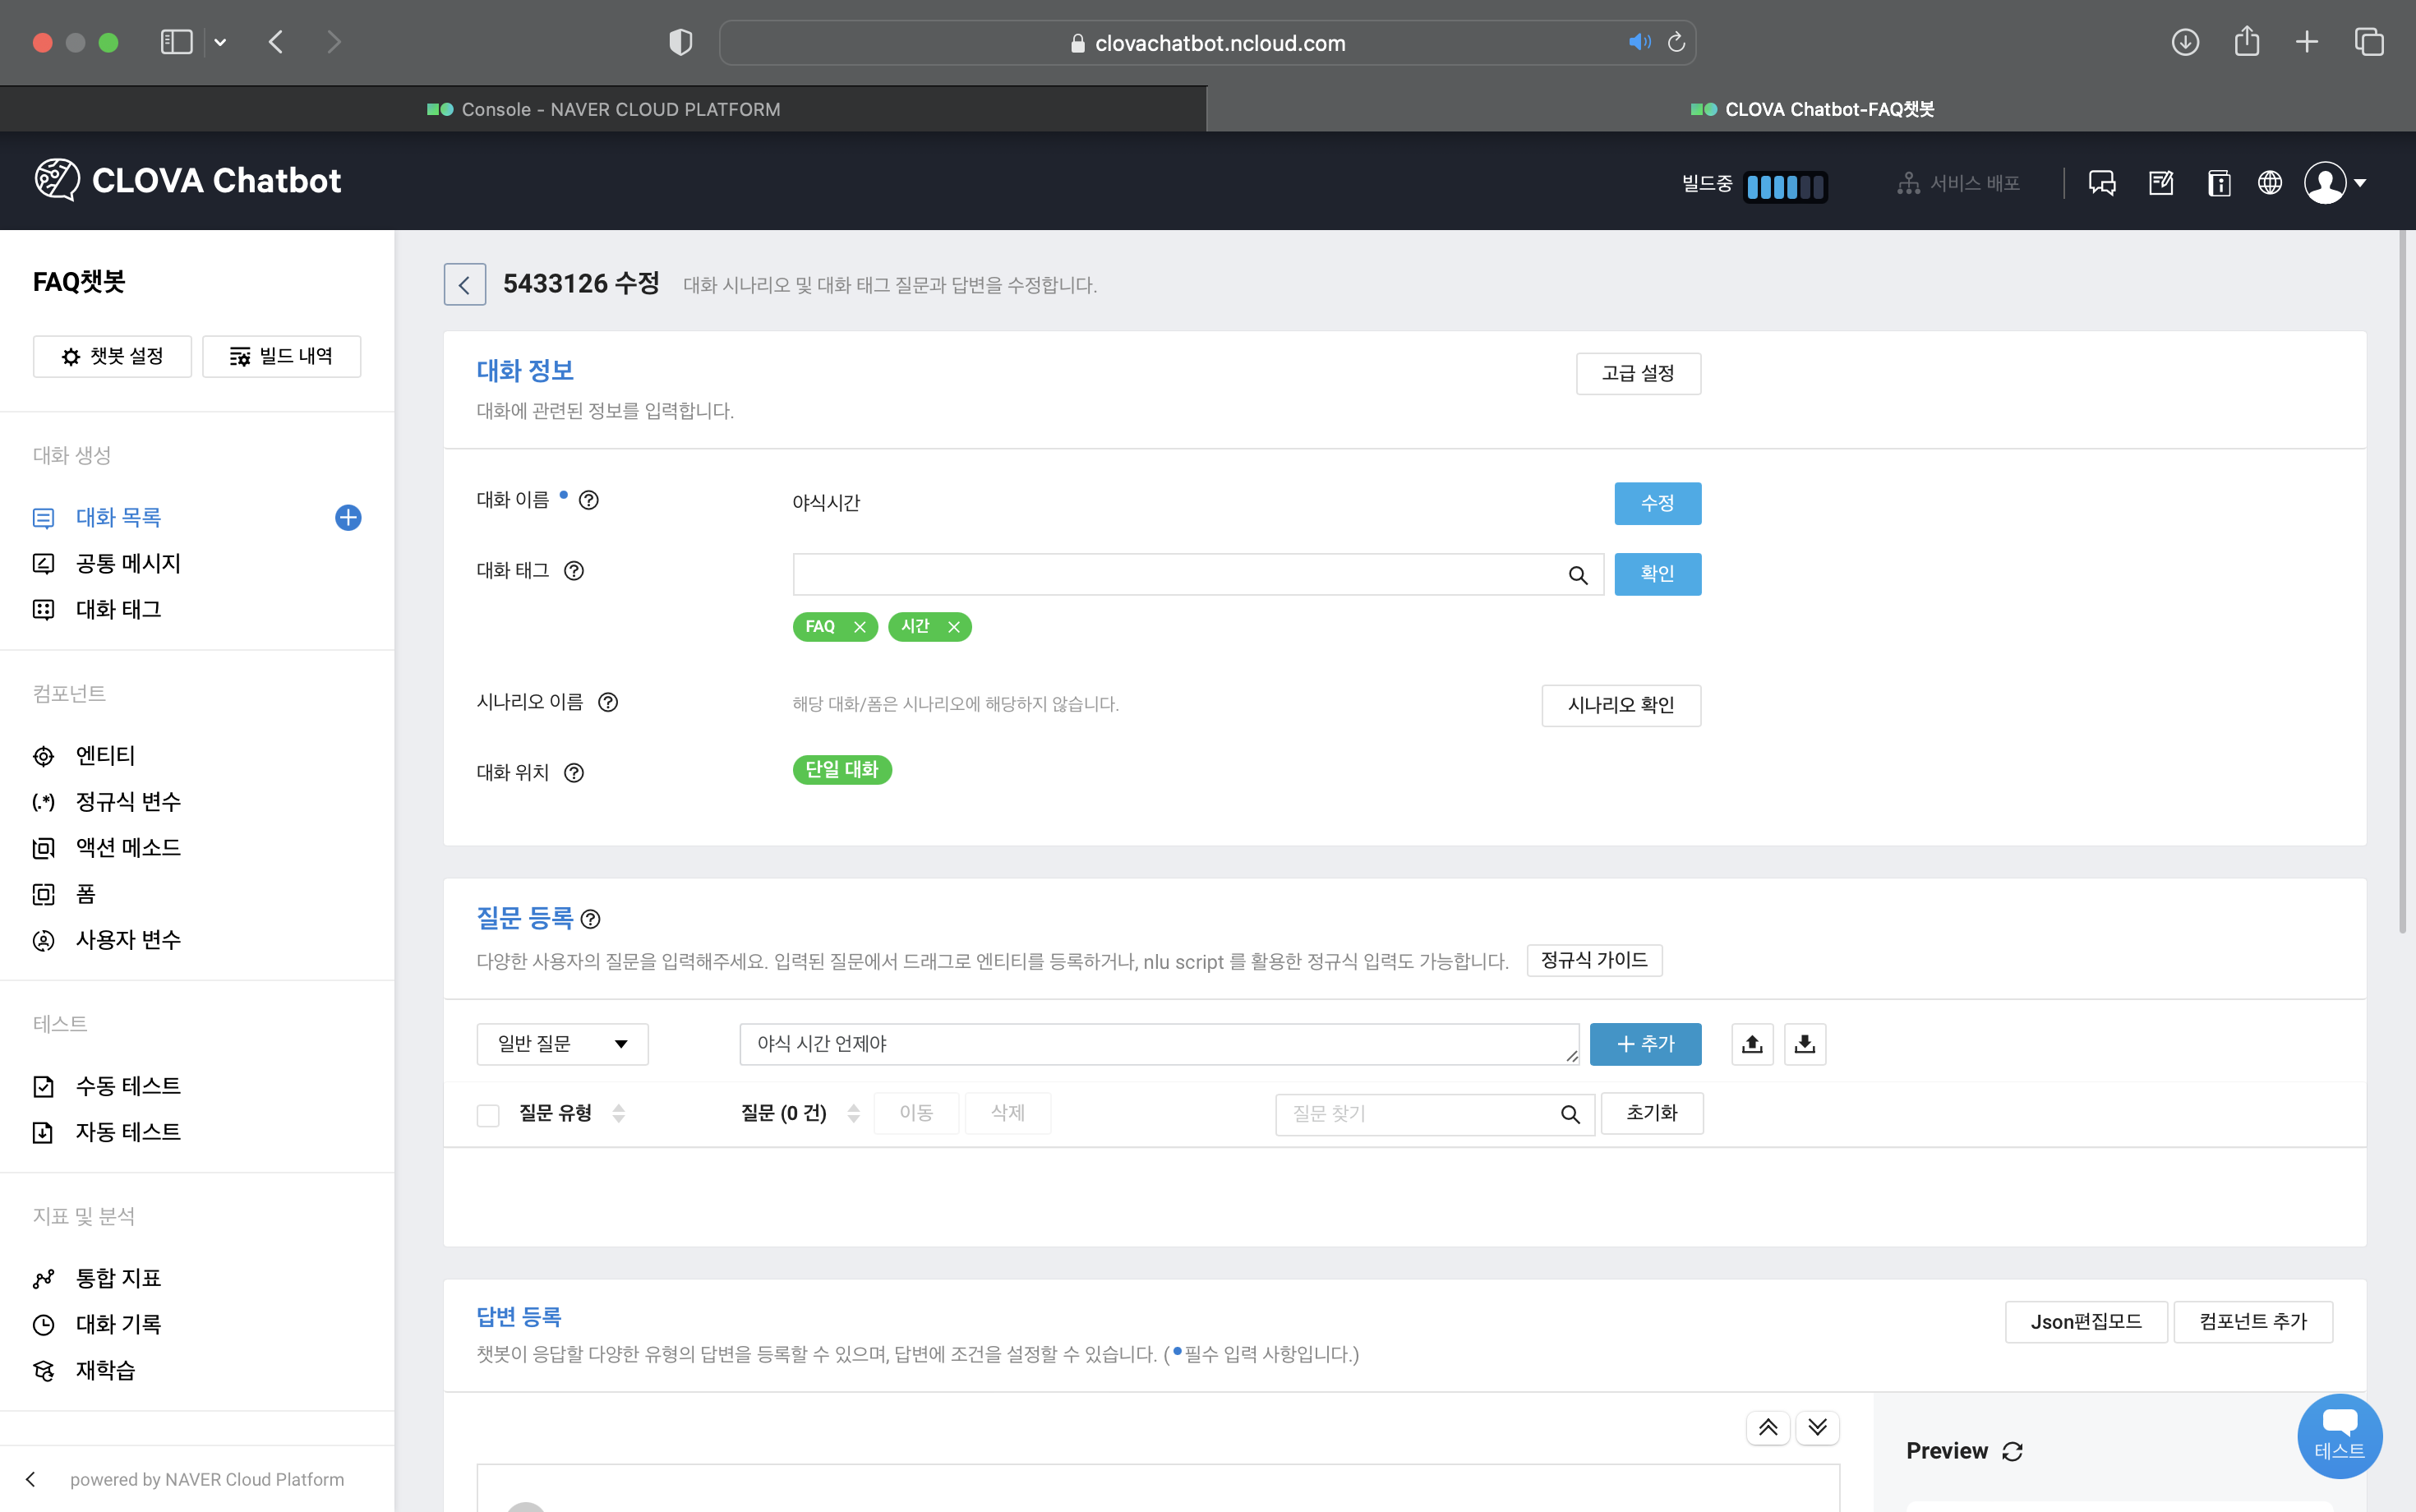 clovachatbot.ncloud.com
Console - NAVER CLOUD PLATFORM
CLOVA Chatbot-FAQ챗봇
CLOVA Chatbot
빌드중
서비스 배포
FAQ챗봇
챗봇 설정
빌드 내역
대화 생성
대화 목록
공통 메시지
대화 태그
컴포넌트
엔티티
(.*) 정규식 변수
액션 메소드
폼
사용자 변수
테스트
수동 테스트
자동 테스트
지표 및 분석
통합 지표
대화 기록
재학습
powered by NAVER Cloud Platform
5433126 수정
대화 시나리오 및 대화 태그 질문과 답변을 수정합니다.
대화 정보
고급 설정
대화에 관련된 정보를 입력합니다.
대화 이름
야식시간
수정
대화 태그
확인
FAQ
시간
시나리오 이름
해당 대화/폼은 시나리오에 해당하지 않습니다.
시나리오 확인
대화 위치
단일 대화
질문 등록
다양한 사용자의 질문을 입력해주세요. 입력된 질문에서 드래그로 엔티티를 등록하거나, nlu script 를 활용한 정규식 입력도 가능합니다.
정규식 가이드
일반 질문
야식 시간 언제야
+ 추가
질문 유형
질문 (0 건)
이동
삭제
질문 찾기
초기화
답변 등록
Json편집모드
컴포넌트 추가
챗봇이 응답할 다양한 유형의 답변을 등록할 수 있으며, 답변에 조건을 설정할 수 있습니다. (•필수 입력 사항입니다.)
Preview
테스트